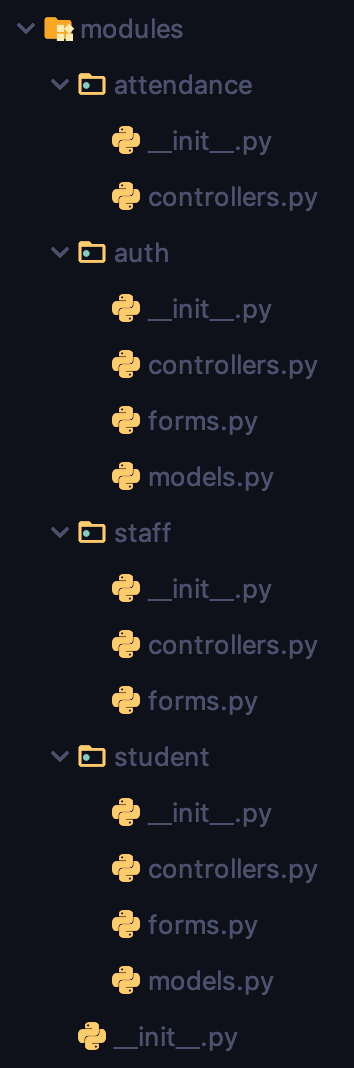 modules
attendance
__init__.py
controllers.py
auth
__init__.py
controllers.py
forms.py
models.py
staff
__init__.py
controllers.py
forms.py
student
__init__.py
controllers.py
forms.py
models.py
__init__.py